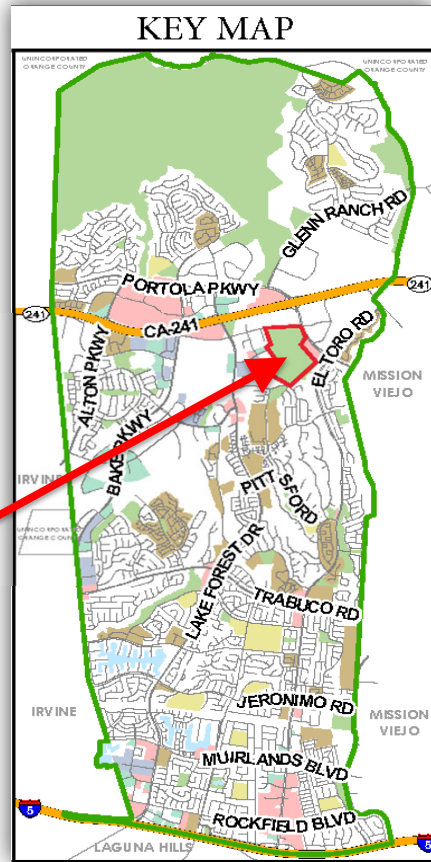 KEY MAP
UNINCORPORATED
ORANGE COUNTY
UNINCORPORATED
ORANGE COUNTY
GLENN RANCH RD
PORTOLA PKWY
241
241
CA-241
EL TORO RD
ALTON PKWY
MISSION
VIEJO
BAKE PKWY
IRVINE
PITTSFORD
UNINCORPORATED
ORANGE COUNTY
LAKE FOREST DR
TRABUCO RD
IRVINE
JERONIMO RD
MISSION
VIEJO
MUIRLANDS BLVD
5
ROCKFIELD BLVD
5
LAGUNA HILLS